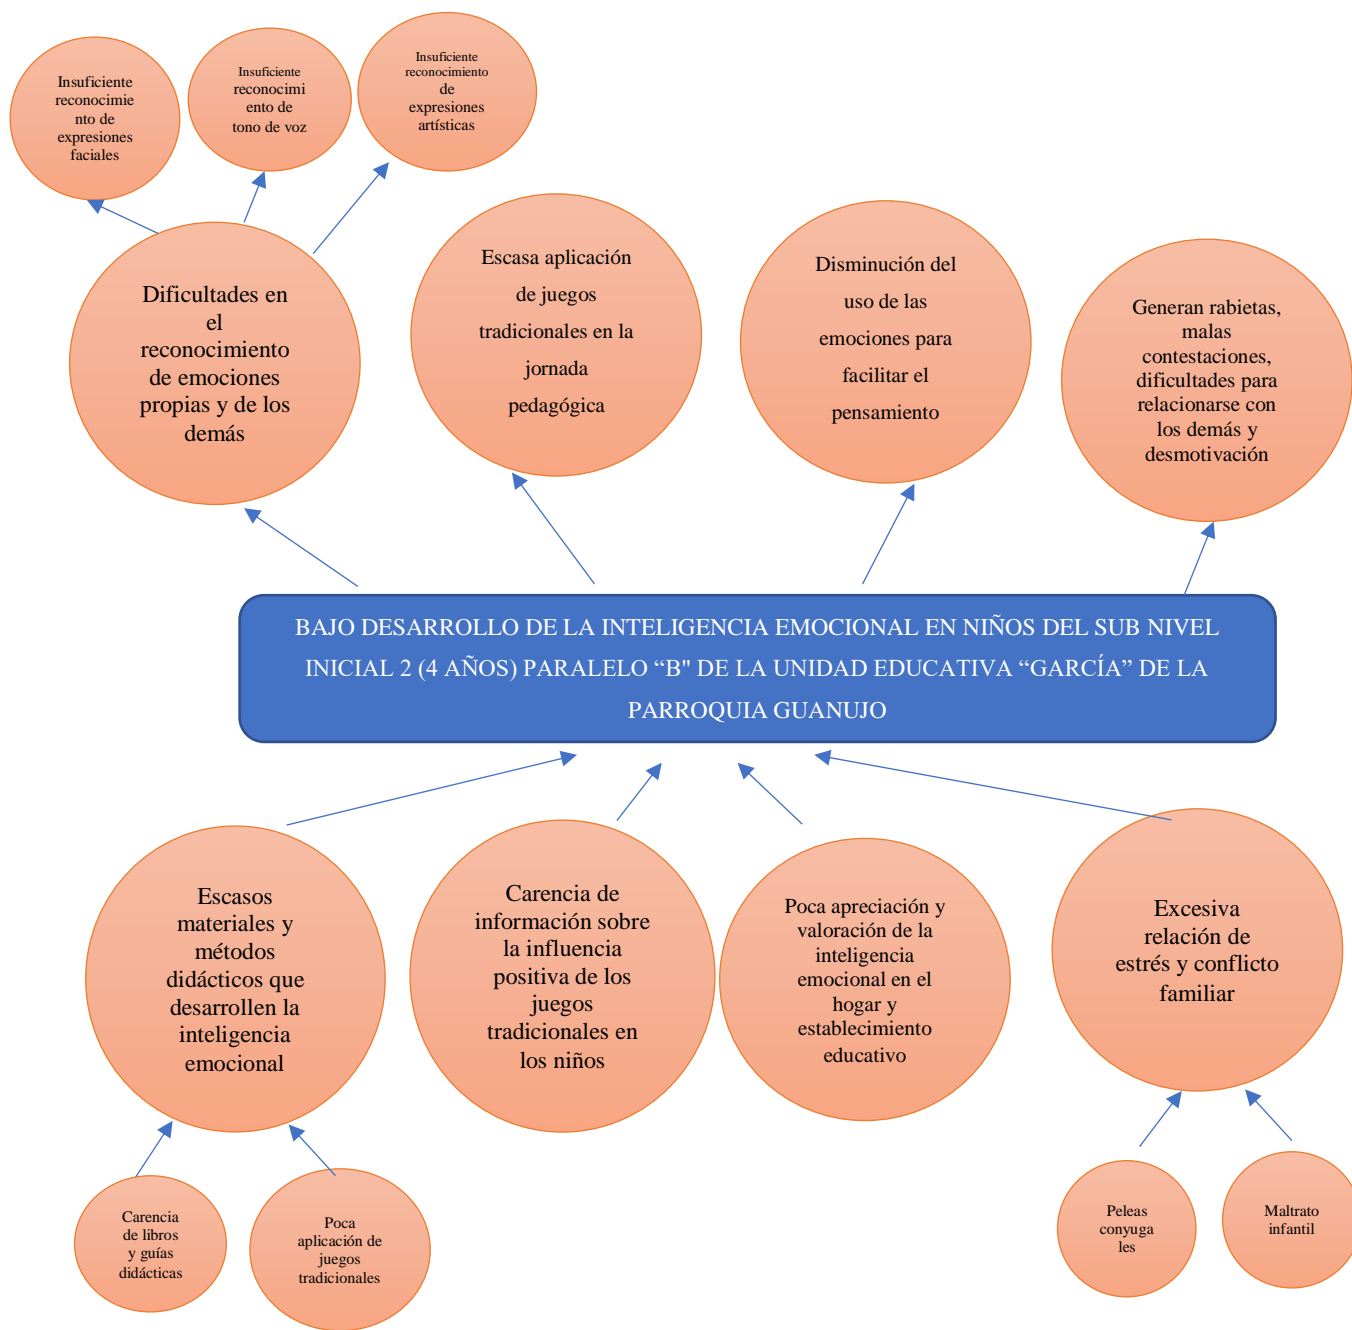 Insuficiente
reconocimie
nto de
expresiones
faciales
Insuficiente
reconocimi
ento de
tono de voz
Insuficiente
reconocimiento
de
expresiones
artísticas
Dificultades en
el
reconocimiento
de emociones
propias y de los
demás
Escasa aplicación
de juegos
tradicionales en la
jornada
pedagógica
Disminución del
uso de las
emociones para
facilitar el
pensamiento
Generan rabietas,
malas
contestaciones,
dificultades para
relacionarse con
los demás y
desmotivación
BAJO DESARROLLO DE LA INTELIGENCIA EMOCIONAL EN NIÑOS DEL SUB NIVEL
INICIAL 2 (4 AÑOS) PARALELO “B" DE LA UNIDAD EDUCATIVA “GARCÍA” DE LA
PARROQUIA GUANUJO
Escasos
materiales y
métodos
didácticos que
desarrollen la
inteligencia
emocional
Carencia de
información sobre
la influencia
positiva de los
juegos
tradicionales en
los niños
Poca apreciación y
valoración de la
inteligencia
emocional en el
hogar y
establecimiento
educativo
Excesiva
relación de
estrés y conflicto
familiar
Carencia
de libros
y guías
didácticas
Poca
aplicación de
juegos
tradicionales
Peleas
conyuga
les
Maltrato
infantil